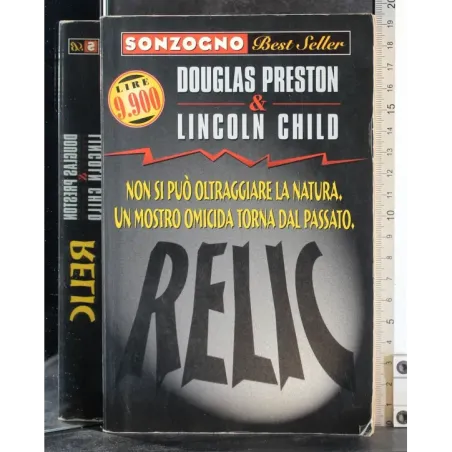 SONZOGNO Best Seller
LIRE
9.900
DOUGLAS PRESTON
&
LINCOLN CHILD
NON SI PUÒ OLTRAGGIARE LA NATURA.
UN MOSTRO OMICIDA TORNA DAL PASSATO.
RELIC
LINCOLN CHILD
&
DOUGLAS PRESTON
RELIC